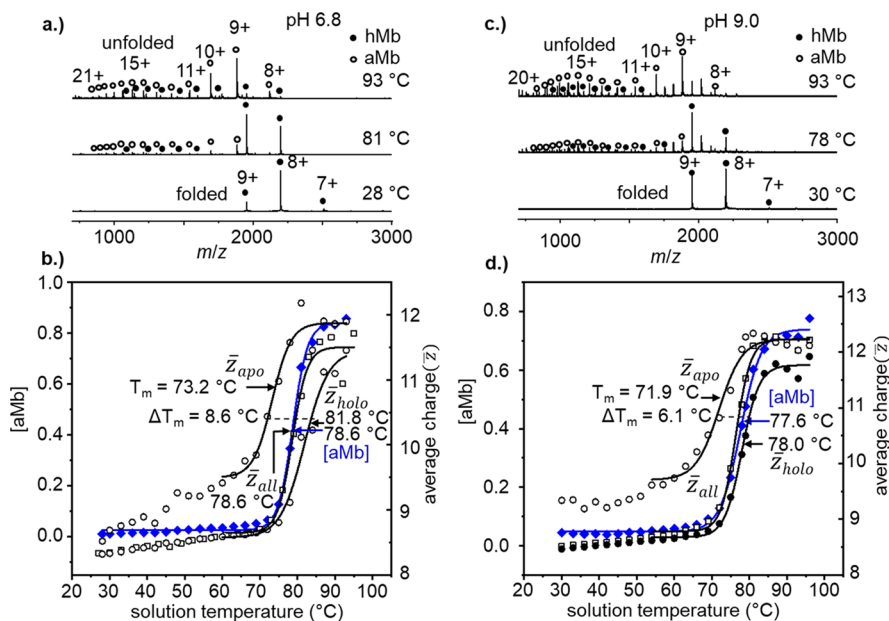 a.)
pH 6.8
9+
● hMb
○ aMb
unfolded
10+
15+
11+
8+
21+
93 °C
81 °C
8+
9+
folded
7+
28 °C
1000
2000
3000
m/z
c.)
pH 9.0
9+
● hMb
○ aMb
unfolded
10+
15+
11+
8+
20+
93 °C
78 °C
9+
8+
folded
7+
30 °C
1000
2000
3000
m/z
b.)
1.0
0.8
0.6
0.4
0.2
0.0
[aMb]
12
11
10
9
8
average charge(z̄)
z̄apo
Tm = 73.2 °C
z̄holo
ΔTm = 8.6 °C
81.8 °C
78.6 °C
[aMb]
z̄all
78.6 °C
20 30 40 50 60 70 80 90 100
solution temperature (°C)
d.)
0.8
0.6
0.4
0.2
0.0
[aMb]
13
12
11
10
9
8
average charge(z̄)
z̄apo
Tm = 71.9 °C
[aMb]
ΔTm = 6.1 °C
77.6 °C
78.0 °C
z̄all
z̄holo
20 30 40 50 60 70 80 90 100
solution temperature (°C)